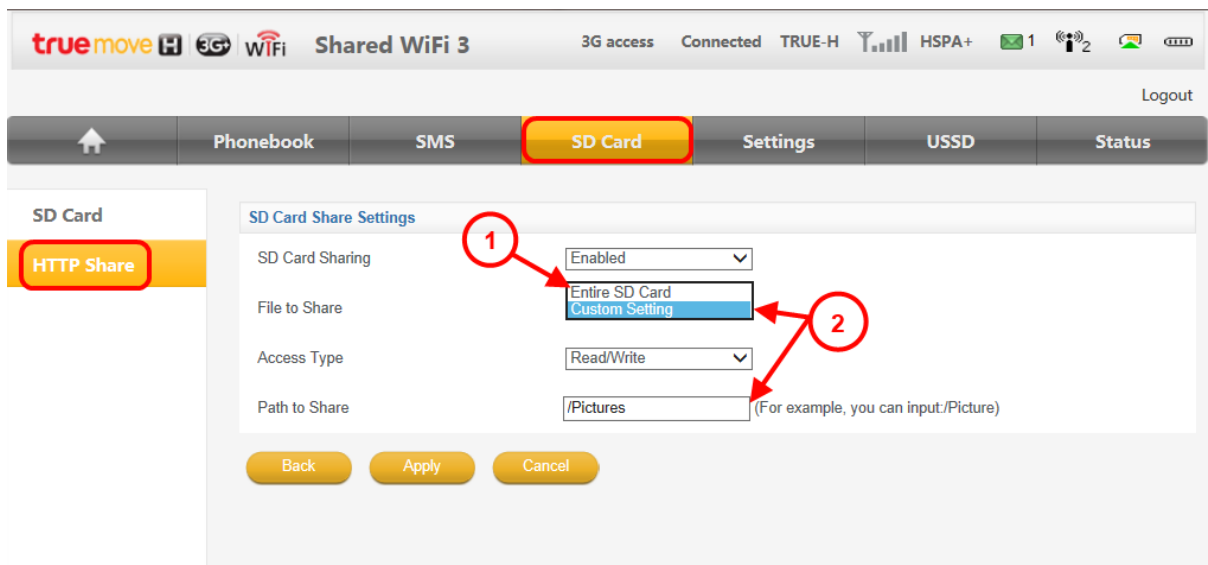 truemove H 3G+ WiFi Shared WiFi 3 3G access Connected TRUE-H HSPA+ 1 2
Logout
Phonebook SMS SD Card Settings USSD Status
SD Card
HTTP Share
SD Card Share Settings
1
SD Card Sharing Enabled
Entire SD Card
File to Share Custom Setting
2
Access Type Read/Write
Path to Share /Pictures (For example, you can input:/Picture)
Back Apply Cancel